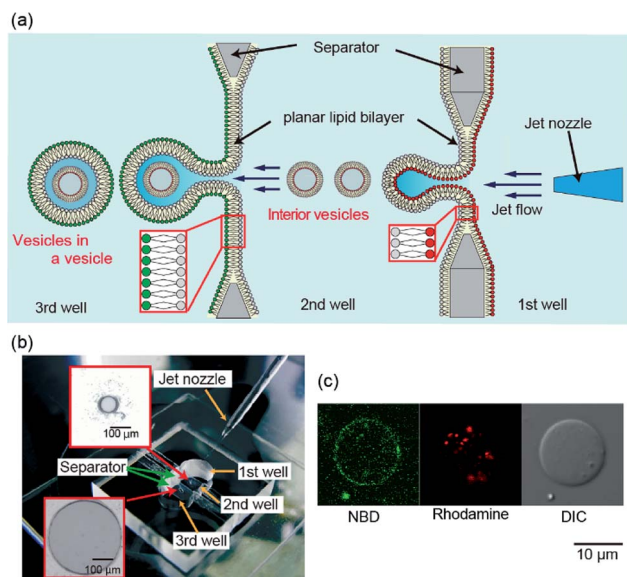 (a)
Separator
planar lipid bilayer
Jet nozzle
Jet flow
Interior vesicles
Vesicles in
a vesicle
3rd well
2nd well
1st well
(b)
Jet nozzle
100 μm
Separator
1st well
2nd well
3rd well
100 μm
(c)
NBD
Rhodamine
DIC
10 μm